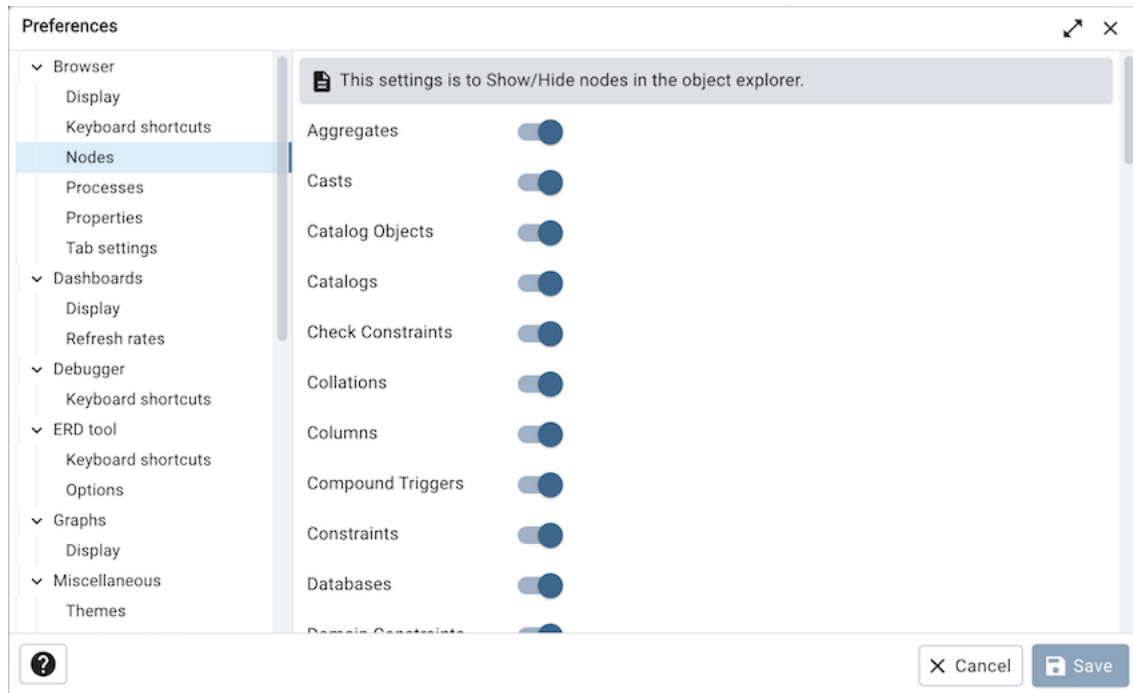 Preferences
Browser
Display
Keyboard shortcuts
Nodes
Processes
Properties
Tab settings
Dashboards
Display
Refresh rates
Debugger
Keyboard shortcuts
ERD tool
Keyboard shortcuts
Options
Graphs
Display
Miscellaneous
Themes
This settings is to Show/Hide nodes in the object explorer.
Aggregates
Casts
Catalog Objects
Catalogs
Check Constraints
Collations
Columns
Compound Triggers
Constraints
Databases
Domain Constraints
Cancel
Save